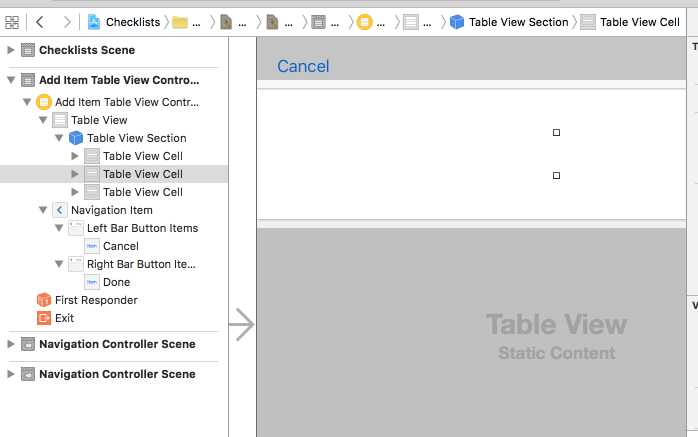 Checklists ... ... ... ... ... ... Table View Section Table View Cell
Checklists Scene
Add Item Table View Contro...
Add Item Table View Contr...
Table View
Table View Section
Table View Cell
Table View Cell
Table View Cell
Navigation Item
Left Bar Button Items
Item Cancel
Right Bar Button Ite...
Item Done
First Responder
Exit
Navigation Controller Scene
Navigation Controller Scene
Cancel
Table View
Static Content
T
V